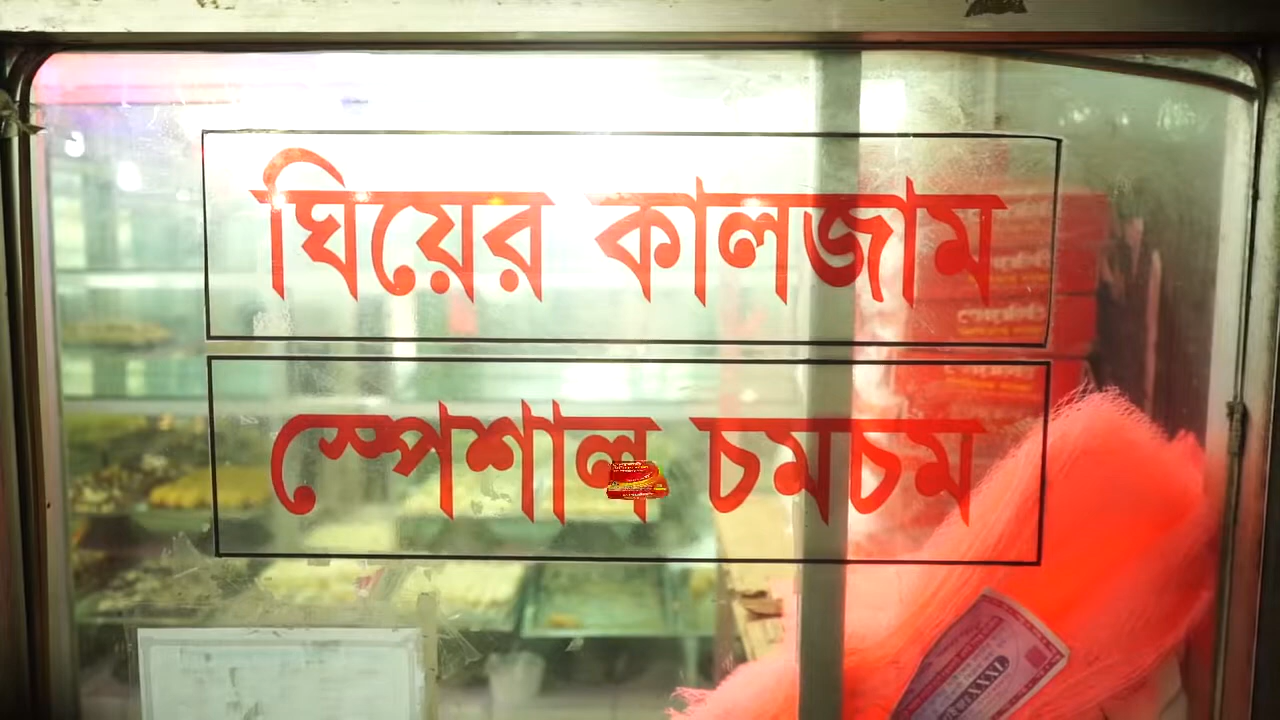 ঘিয়ের কালজাম
স্পেশাল চমচম